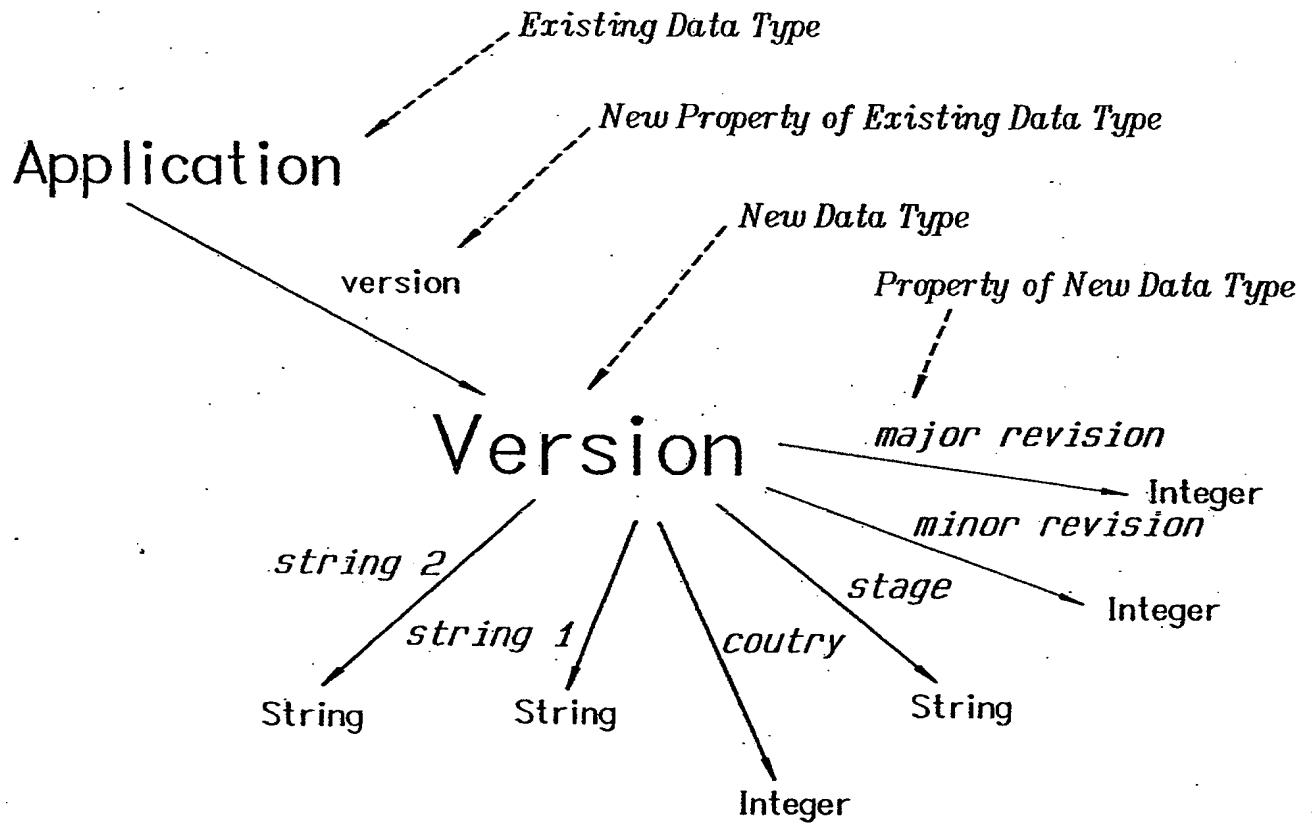 Existing Data Type
New Property of Existing Data Type
Application
New Data Type
version
Property of New Data Type
Version
major revision
Integer
minor revision
string 2
stage
Integer
string 1
coutry
String
String
String
Integer